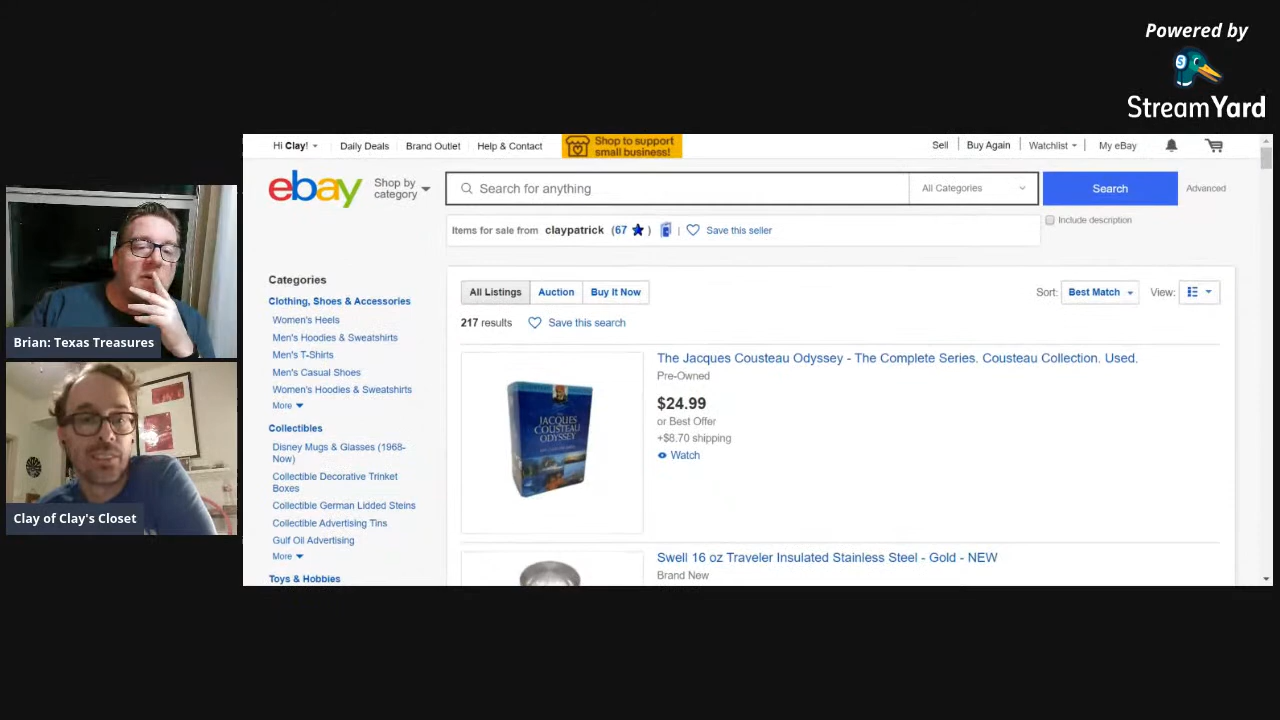 Powered by
StreamYard
Hi Clay!
Daily Deals
Brand Outlet
Help & Contact
Shop to support
small business!
Sell
Buy Again
Watchlist
My eBay
ebay
Shop by
category
Search for anything
All Categories
Search
Advanced
Include description
Items for sale from claypatrick (67 )
Save this seller
Categories
Clothing, Shoes & Accessories
Women's Heels
Men's Hoodies & Sweatshirts
Men's T-Shirts
Men's Casual Shoes
Women's Hoodies & Sweatshirts
More
Collectibles
Disney Mugs & Glasses (1968-
Now)
Collectible Decorative Trinket
Boxes
Collectible German Lidded Steins
Collectible Advertising Tins
Gulf Oil Advertising
More
Toys & Hobbies
All Listings
Auction
Buy It Now
Sort: Best Match
View:
217 results
Save this search
The Jacques Cousteau Odyssey - The Complete Series. Cousteau Collection. Used.
Pre-Owned
$24.99
or Best Offer
+$8.70 shipping
Watch
JACQUES
COUSTEAU
ODYSSEY
Swell 16 oz Traveler Insulated Stainless Steel - Gold - NEW
Brand New
Brian: Texas Treasures
Clay of Clay's Closet